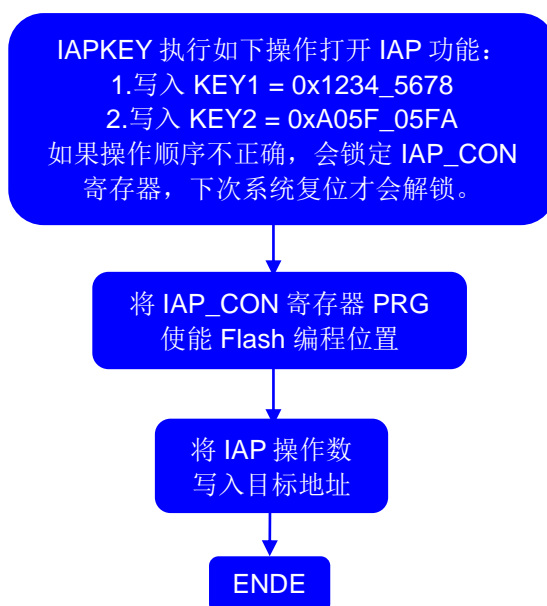 IAPKEY 执行如下操作打开 IAP 功能：
1.写入 KEY1 = 0x1234_5678
2.写入 KEY2 = 0xA05F_05FA
如果操作顺序不正确，会锁定 IAP_CON
寄存器，下次系统复位才会解锁。
将 IAP_CON 寄存器 PRG
使能 Flash 编程位置
将 IAP 操作数
写入目标地址
ENDE